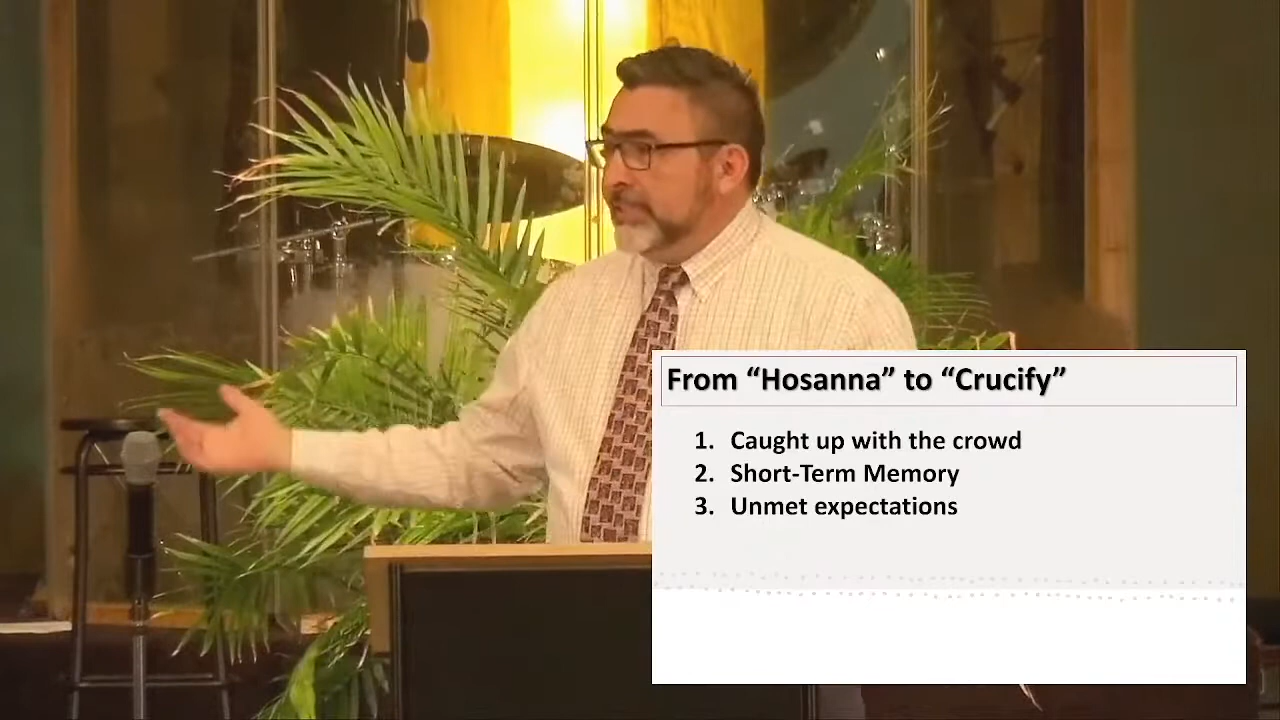 From “Hosanna” to “Crucify”
1. Caught up with the crowd
2. Short-Term Memory
3. Unmet expectations